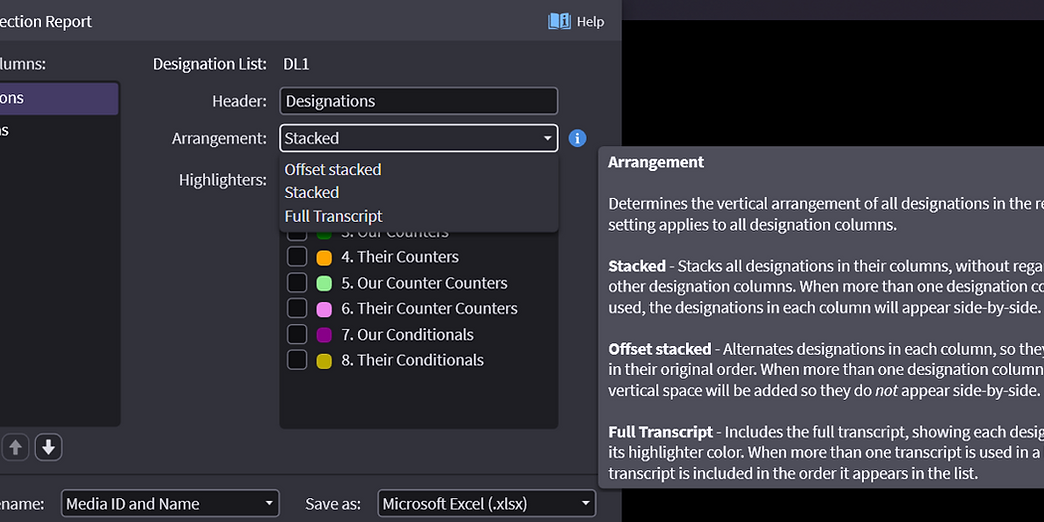 ection Report
Help
lumns:
Designation List: DL1
ons
Header: Designations
s
Arrangement: Stacked
i
Highlighters:
Offset stacked
Stacked
Full Transcript
3. Our Counters
4. Their Counters
5. Our Counter Counters
6. Their Counter Counters
7. Our Conditionals
8. Their Conditionals
Arrangement
Determines the vertical arrangement of all designations in the re
setting applies to all designation columns.
Stacked - Stacks all designations in their columns, without rega
other designation columns. When more than one designation co
used, the designations in each column will appear side-by-side.
Offset stacked - Alternates designations in each column, so they
in their original order. When more than one designation column
vertical space will be added so they do not appear side-by-side.
Full Transcript - Includes the full transcript, showing each desig
its highlighter color. When more than one transcript is used in a
transcript is included in the order it appears in the list.
name: Media ID and Name
Save as: Microsoft Excel (.xlsx)